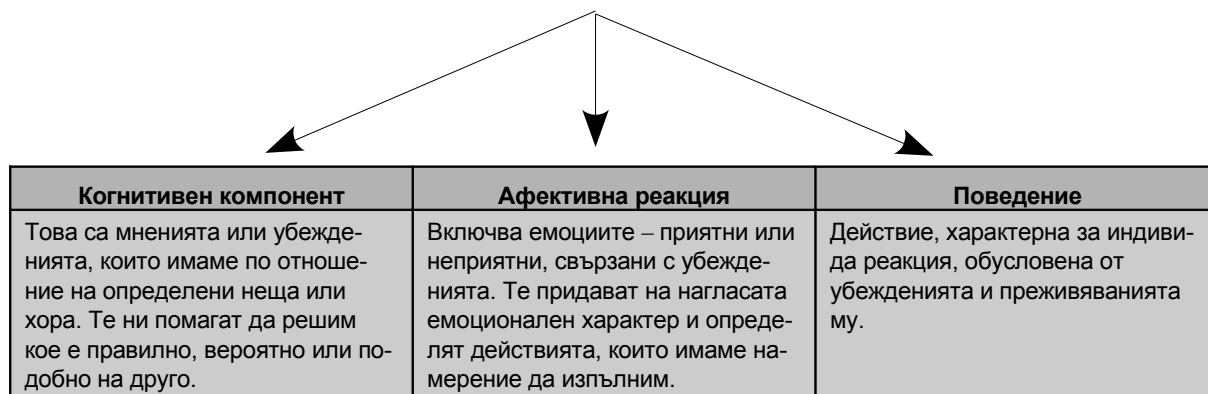 Когнитивен компонент
Това са мненията или убежде-
нията, които имаме по отноше-
ние на определени неща или
хора. Те ни помагат да решим
кое е правилно, вероятно или по-
добно на друго.
Афективна реакция
Включва емоциите – приятни или
неприятни, свързани с убежде-
нията. Те придават на нагласата
емоционален характер и опреде-
лят действията, които имаме на-
мерение да изпълним.
Поведение
Действие, характерна за индиви-
да реакция, обусловена от
убежденията и преживяванията
му.